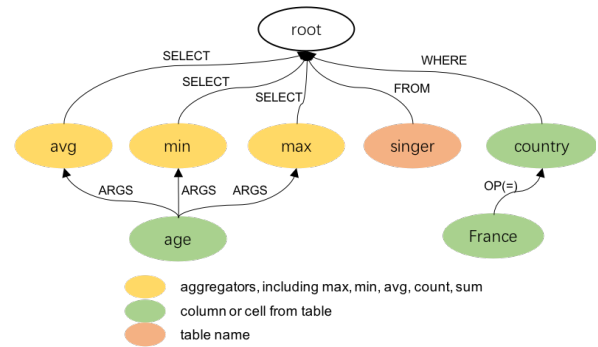 root
SELECT
WHERE
SELECT
SELECT
FROM
avg
min
max
singer
country
ARGS
ARGS
ARGS
OP(=)
age
France
aggregators, including max, min, avg, count, sum
column or cell from table
table name